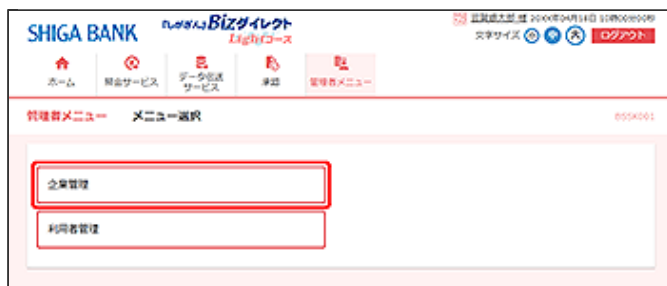 SHIGA BANK
『しがぎん』Bizダイレクト
Lightコース
文字サイズ 小 中 大 ログアウト
ホーム 照会サービス データ伝送サービス 承認 管理者メニュー
管理者メニュー メニュー選択 BSSK001
企業管理
利用者管理